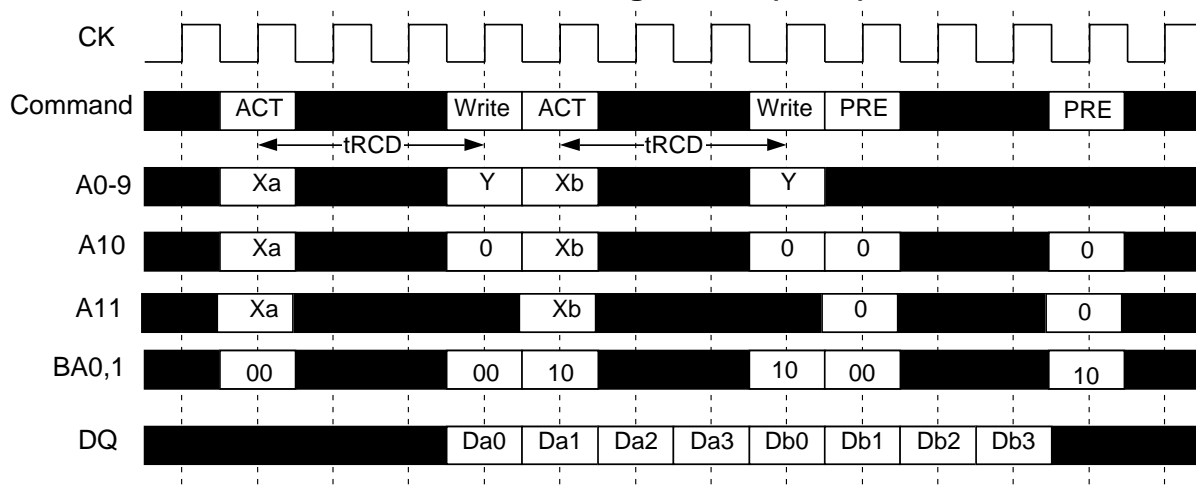 CK
Command ACT Write ACT Write PRE PRE
tRCD tRCD
A0-9 Xa Y Xb Y
A10 Xa 0 Xb 0 0 0
A11 Xa Xb 0 0
BA0,1 00 00 10 10 00 10
DQ Da0 Da1 Da2 Da3 Db0 Db1 Db2 Db3